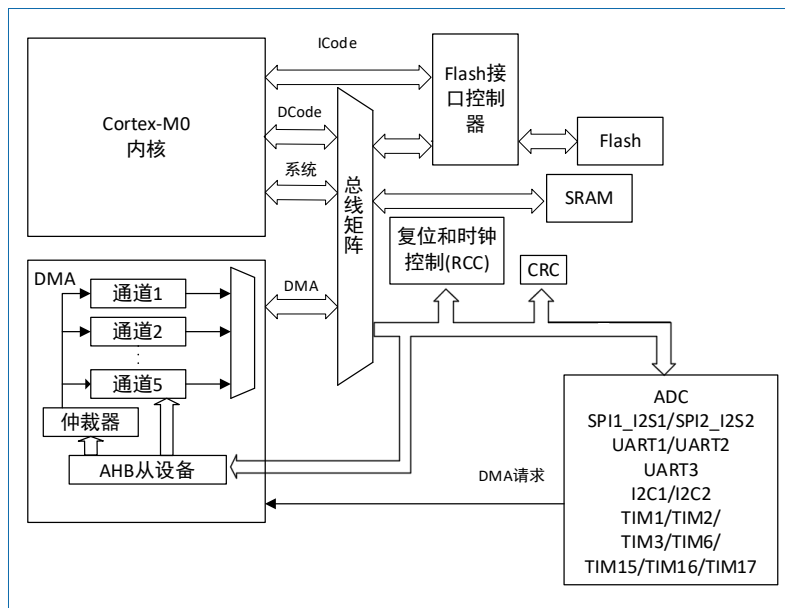 ICode
Cortex-M0
内核
DCode
系统
Flash接
口控制
器
Flash
SRAM
总线矩阵
复位和时钟
控制(RCC)
CRC
DMA
通道1
通道2
⋮
通道5
仲裁器
AHB从设备
DMA
DMA请求
ADC
SPI1_I2S1/SPI2_I2S2
UART1/UART2
UART3
I2C1/I2C2
TIM1/TIM2/
TIM3/TIM6/
TIM15/TIM16/TIM17